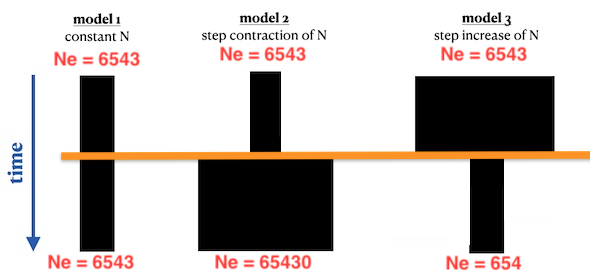 model 1
constant N
Ne = 6543
model 2
step contraction of N
Ne = 6543
model 3
step increase of N
Ne = 6543
time
Ne = 6543
Ne = 65430
Ne = 654